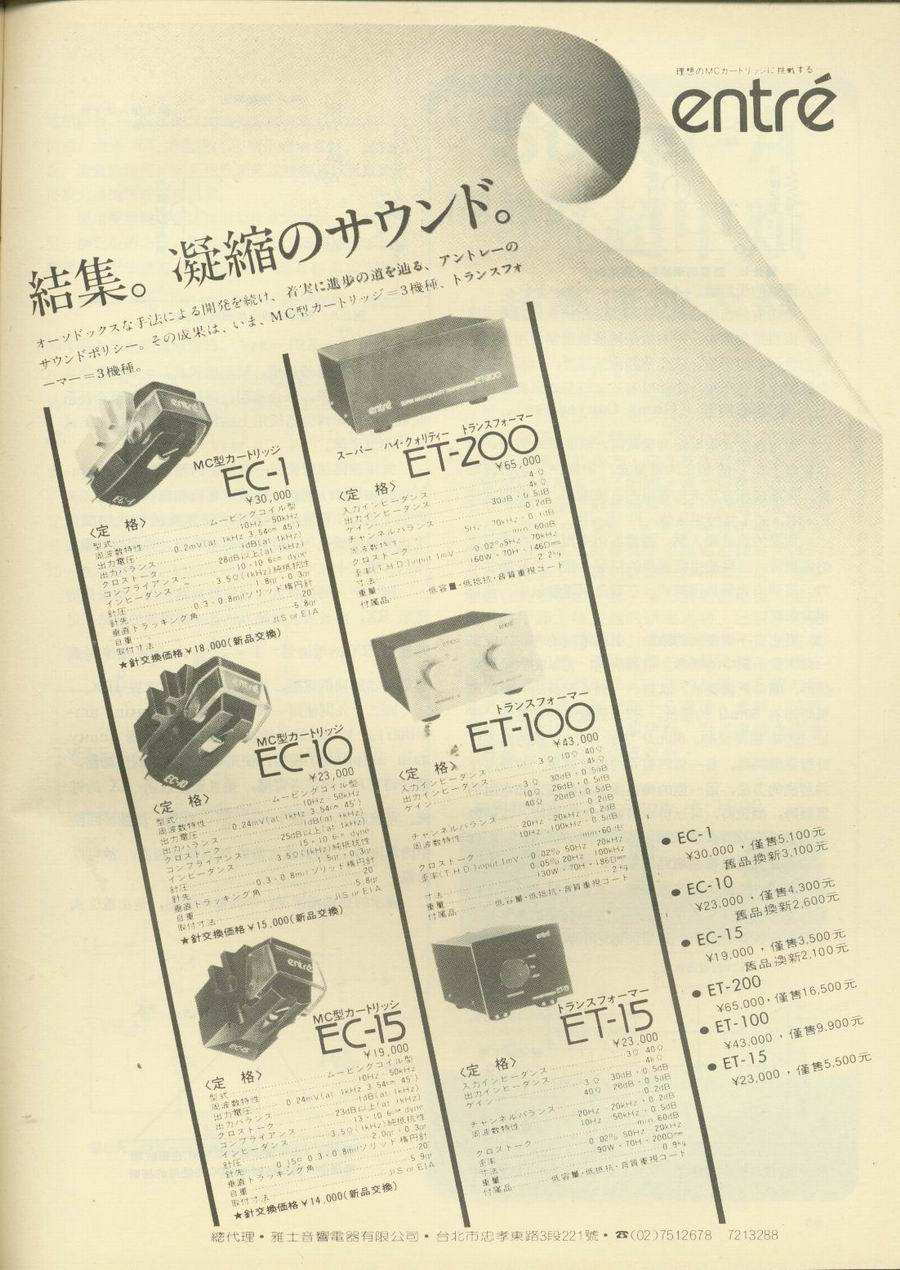 理想のMCカートリッジに挑戦する
entré
結集。凝縮のサウンド。
オーソドックスな手法による開発を続け、着実に進歩の道を辿る、アントレーの
サウンドポリシー。その成果は、いま、MC型カートリッジ=3機種、トランスフォ
ーマー=3機種。
MC型カートリッジ
EC-1
¥30,000
〈定 格〉
型式 ムービングコイル型
周波数特性 10Hz 50kHz
出力電圧 0.2mV(at 1kHz 3.54cm 45°)
出力バランス 1dB(at 1kHz)
クロストーク 28dB以上(at 1kHz)
コンプライアンス 10・10 6cm dyne
インピーダンス 3.5Ω(1kHz)純抵抗性
針圧 1.8gr・0.3gr
針先 0.3・0.8milソリッド楕円針
垂直トラッキング角 20°
自重 5.8gr
取付寸法 JIS or EIA
★針交換価格¥18,000(新品交換)
MC型カートリッジ
EC-10
¥23,000
〈定 格〉
型式 ムービングコイル型
周波数特性 10Hz 50kHz
出力電圧 0.24mV(at 1kHz 3.54cm 45°)
出力バランス 1dB(at 1kHz)
クロストーク 25dB以上(at 1kHz)
コンプライアンス 15・10 6cm dyne
インピーダンス 3.5Ω(1kHz)純抵抗性
針圧 1.5gr・0.3gr
針先 0.3・0.8milソリッド楕円針
垂直トラッキング角 20°
自重 5.8gr
取付寸法 JIS or EIA
★針交換価格¥15,000(新品交換)
MC型カートリッジ
EC-15
¥19,000
〈定 格〉
型式 ムービングコイル型
周波数特性 10Hz 50kHz
出力電圧 0.24mV(at 1kHz 3.54cm 45°)
出力バランス 1dB(at 1kHz)
クロストーク 23dB以上(at 1kHz)
コンプライアンス 13・10 6cm dyne
インピーダンス 3.5Ω(1kHz)純抵抗性
針圧 2.0gr・0.3gr
針先 0.3・0.8milソリッド楕円針
垂直トラッキング角 20°
自重 5.9gr
取付寸法 JIS or EIA
★針交換価格¥14,000(新品交換)
スーパー ハイ・クォリティー トランスフォーマー
ET-200
¥65,000
〈定 格〉
入力インピーダンス 4Ω
出力インピーダンス 4kΩ
ゲイン 30dB・0.5dB
チャンネルバランス 0.2dB
周波数特性 5Hz 70kHz・0.1dB
クロストーク min 60dB
歪率(T.H.D.)input 1mV 0.02% 5Hz 70kHz
寸法 160W・70H・146Dmm
重量 2.2kg
付属品 低容量・低抵抗・音質重視コード
トランスフォーマー
ET-100
¥43,000
〈定 格〉
入力インピーダンス 3Ω 10Ω 40Ω
出力インピーダンス 4kΩ
ゲイン 3Ω 30dB・0.5dB
10Ω 26dB・0.5dB
40Ω 20dB・0.5dB
チャンネルバランス 0.2dB
周波数特性 20Hz 20kHz・0.2dB
10Hz 100kHz・0.5dB
クロストーク min 60dB
歪率(T.H.D.)input 1mV 0.02% 50Hz 20kHz
0.05% 20Hz 100kHz
寸法 130W・70H・186Dmm
重量 2kg
付属品 低容量・低抵抗・音質重視コード
トランスフォーマー
ET-15
¥23,000
〈定 格〉
入力インピーダンス 3Ω 40Ω
出力インピーダンス 4kΩ
ゲイン 3Ω 30dB・0.5dB
40Ω 20dB・0.5dB
チャンネルバランス 0.2dB
周波数特性 20Hz 20kHz・0.2dB
10Hz 50kHz・0.5dB
クロストーク min 60dB
歪率 0.02% 50Hz 20kHz
寸法 90W・70H・200Dmm
重量 0.9kg
付属品 低容量・低抵抗・音質重視コード
● EC-1
¥30.000,僅售5.100元
舊品換新3,100元
● EC-10
¥23,000,僅售4,300元
舊品換新2,600元
● EC-15
¥19.000,僅售3,500元
舊品換新2,100元
● ET-200
¥65.000,僅售16,500元
● ET-100
¥43.000,僅售9.900元
● ET-15
¥23,000,僅售5,500元
總代理・雅士音響電器有限公司・台北市忠孝東路3段221號・☎(02)7512678 7213288